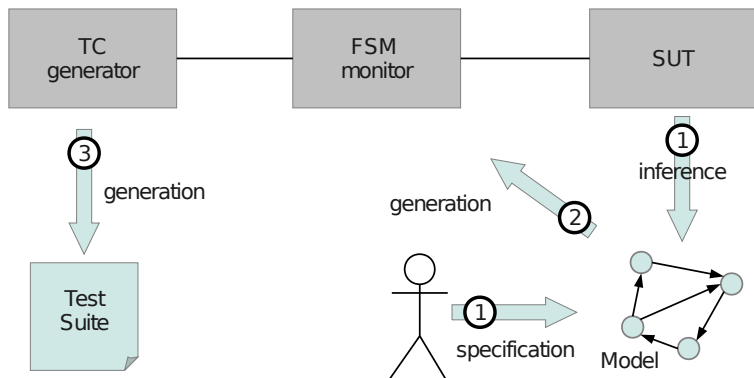 TC
generator
FSM
monitor
SUT
3
generation
1
inference
generation
2
Test
Suite
1
specification
Model